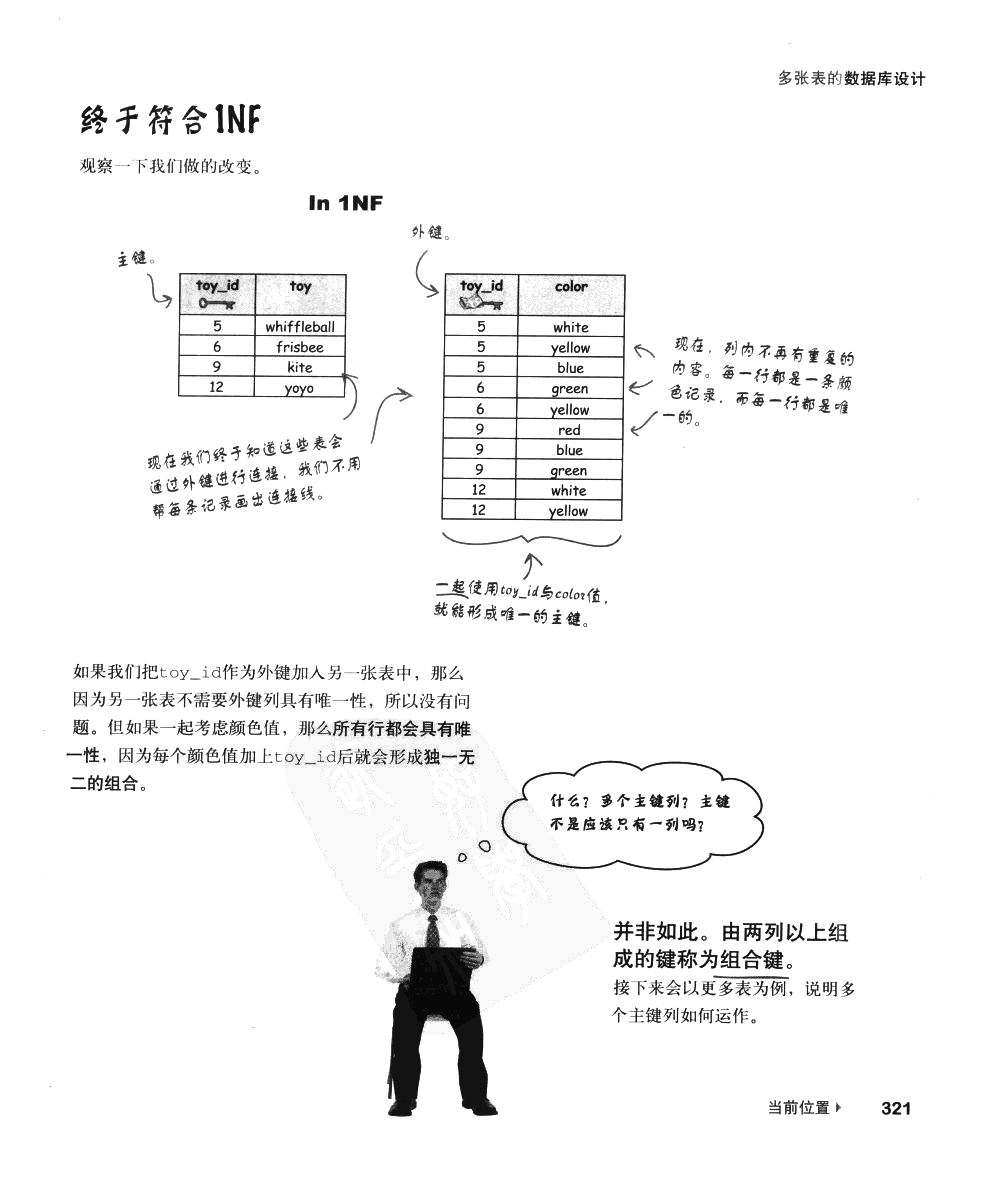 多张表的数据库设计
终于符合1NF
观察一下我们做的改变。
In 1NF
主键。
外键。
toy_id toy
5 whiffleball
6 frisbee
9 kite
12 yoyo
toy_id color
5 white
5 yellow
5 blue
6 green
6 yellow
9 red
9 blue
9 green
12 white
12 yellow
现在，列内不再有重复的
内容。每一行都是一条颜
色记录，而每一行都是唯
一的。
现在我们终于知道这些表会
通过外键进行连接，我们不用
帮每条记录画出连接线。
一起使用toy_id与color值，
就能形成唯一的主键。
如果我们把toy_id作为外键加入另一张表中，那么
因为另一张表不需要外键列具有唯一性，所以没有问
题。但如果一起考虑颜色值，那么所有行都会具有唯
一性，因为每个颜色值加上toy_id后就会形成独一无
二的组合。
什么？多个主键列？主键
不是应该只有一列吗？
并非如此。由两列以上组
成的键称为组合键。
接下来会以更多表为例，说明多
个主键列如何运作。
当前位置 321